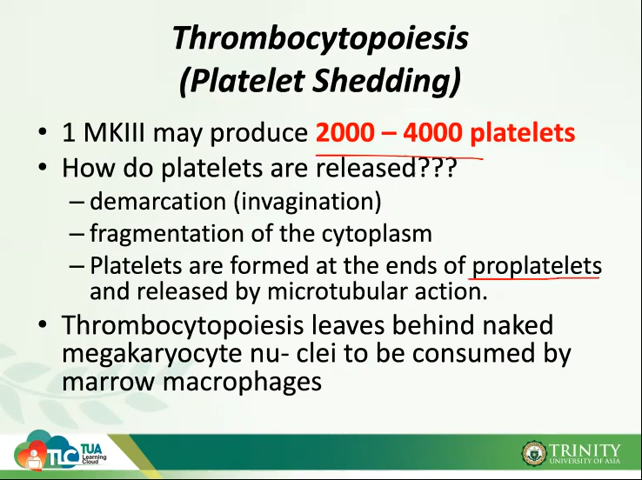 Thrombocytopoiesis
(Platelet Shedding)
• 1 MKIII may produce 2000 – 4000 platelets
• How do platelets are released???
– demarcation (invagination)
– fragmentation of the cytoplasm
– Platelets are formed at the ends of proplatelets
and released by microtubular action.
• Thrombocytopoiesis leaves behind naked
megakaryocyte nu- clei to be consumed by
marrow macrophages
TLC TUA
Learning
Cloud
TRINITY
UNIVERSITY OF ASIA